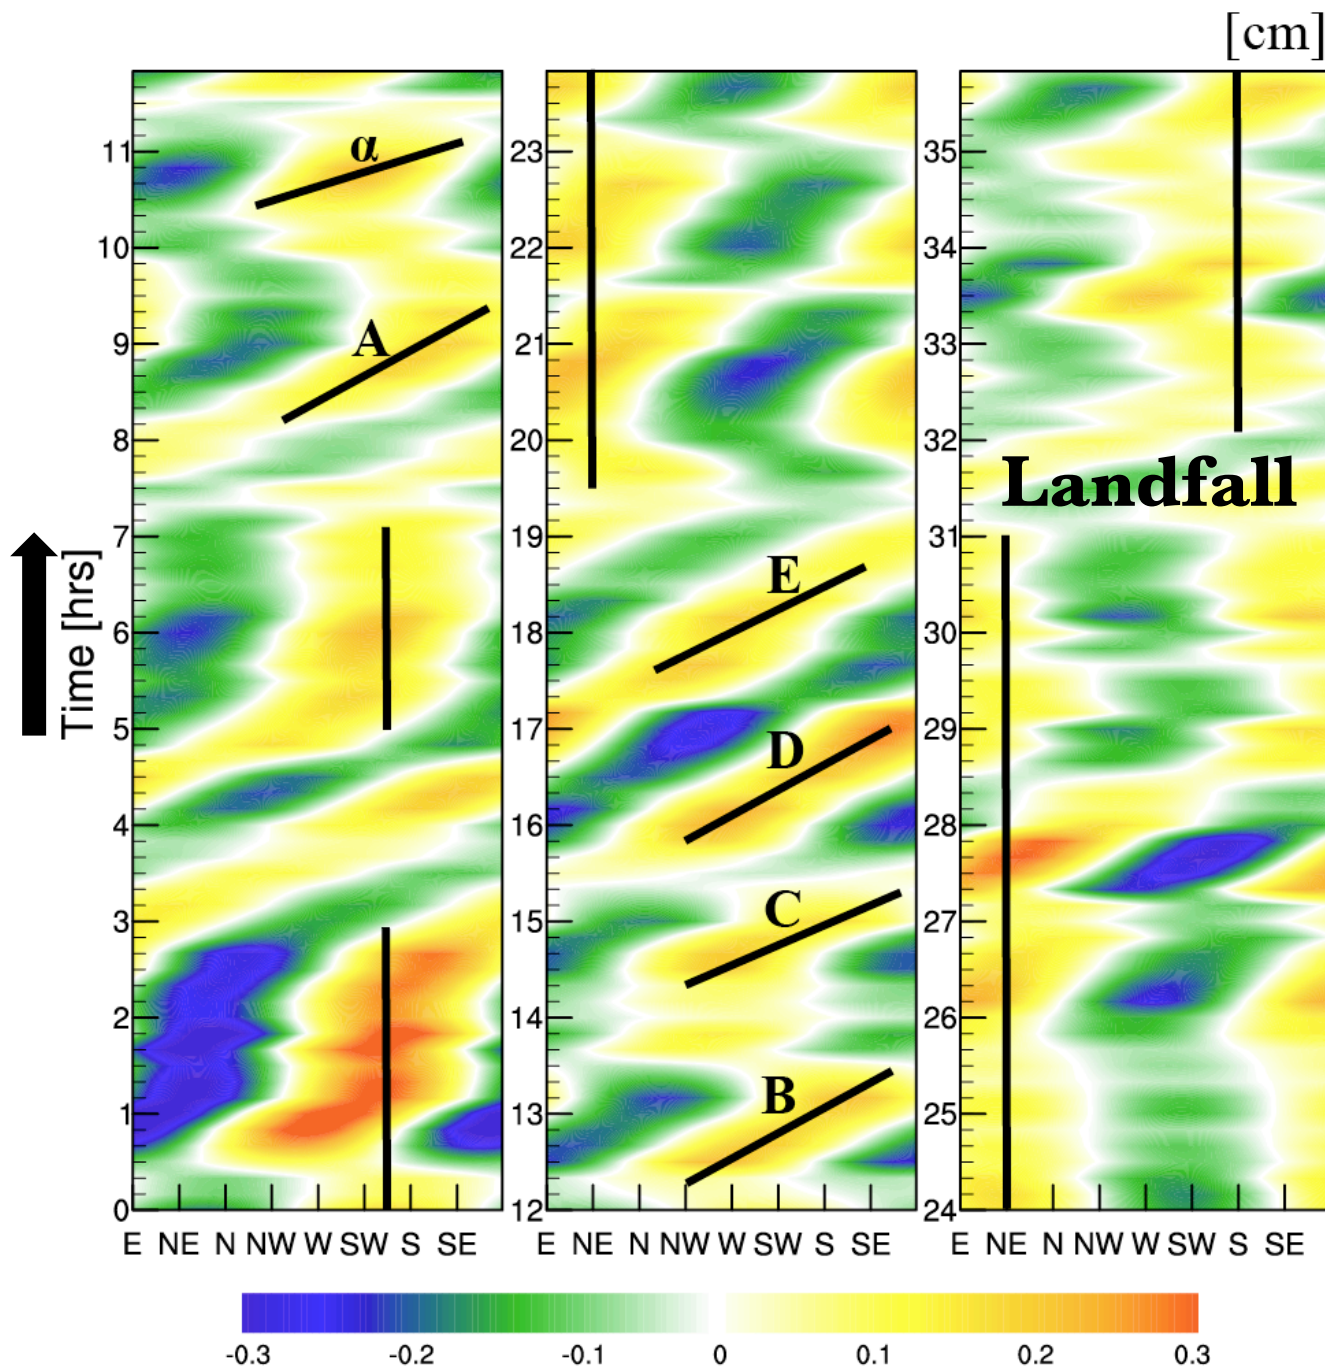 [cm]
α
A
E
D
C
B
Landfall
Time [hrs]
11
10
9
8
7
6
5
4
3
2
1
0
23
22
21
20
19
18
17
16
15
14
13
12
35
34
33
32
31
30
29
28
27
26
25
24
E NE N NW W SW S SE
E NE N NW W SW S SE
E NE N NW W SW S SE
-0.3 -0.2 -0.1 0 0.1 0.2 0.3